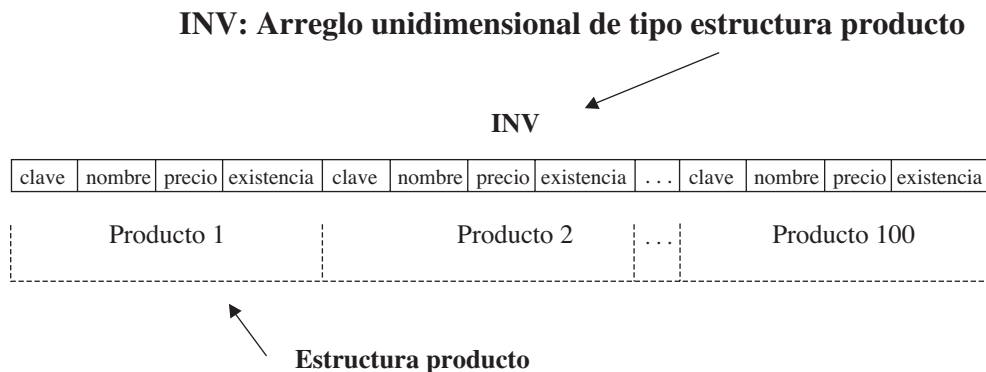 INV: Arreglo unidimensional de tipo estructura producto
INV
clave nombre precio existencia clave nombre precio existencia . . . clave nombre precio existencia
Producto 1 Producto 2 . . . Producto 100
Estructura producto